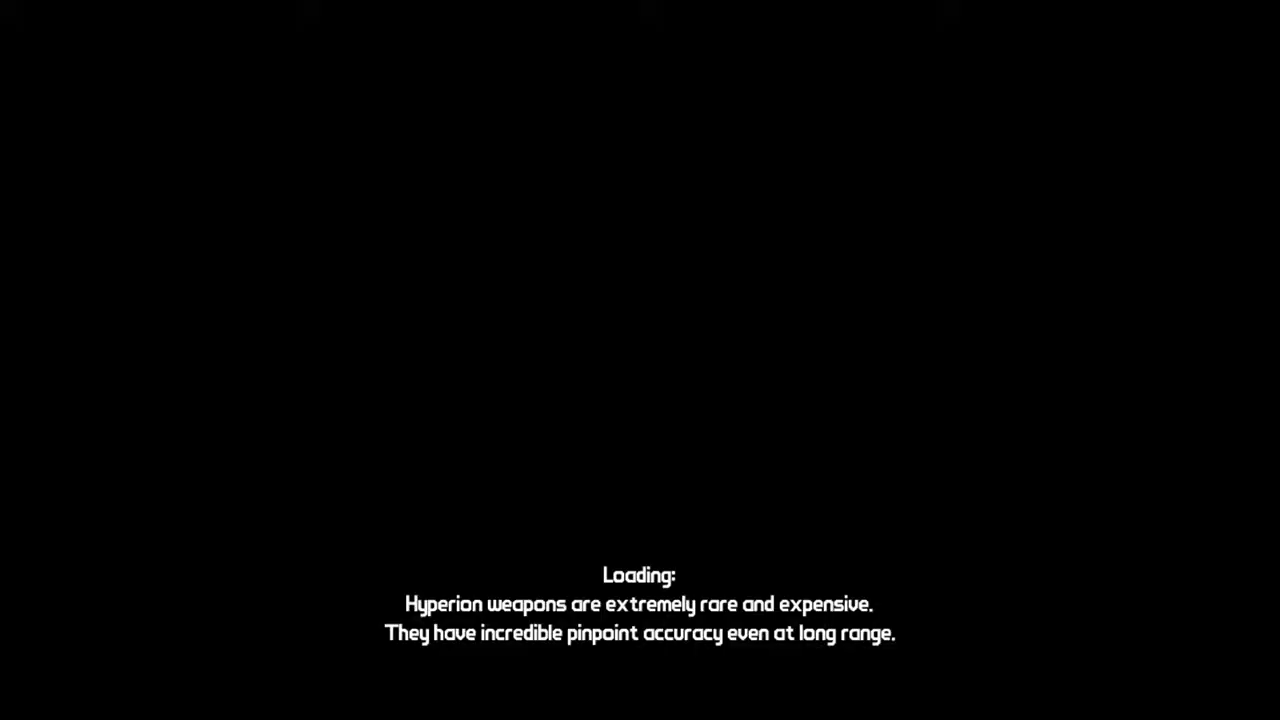 Loading:
Hyperion weapons are extremely rare and expensive.
They have incredible pinpoint accuracy even at long range.